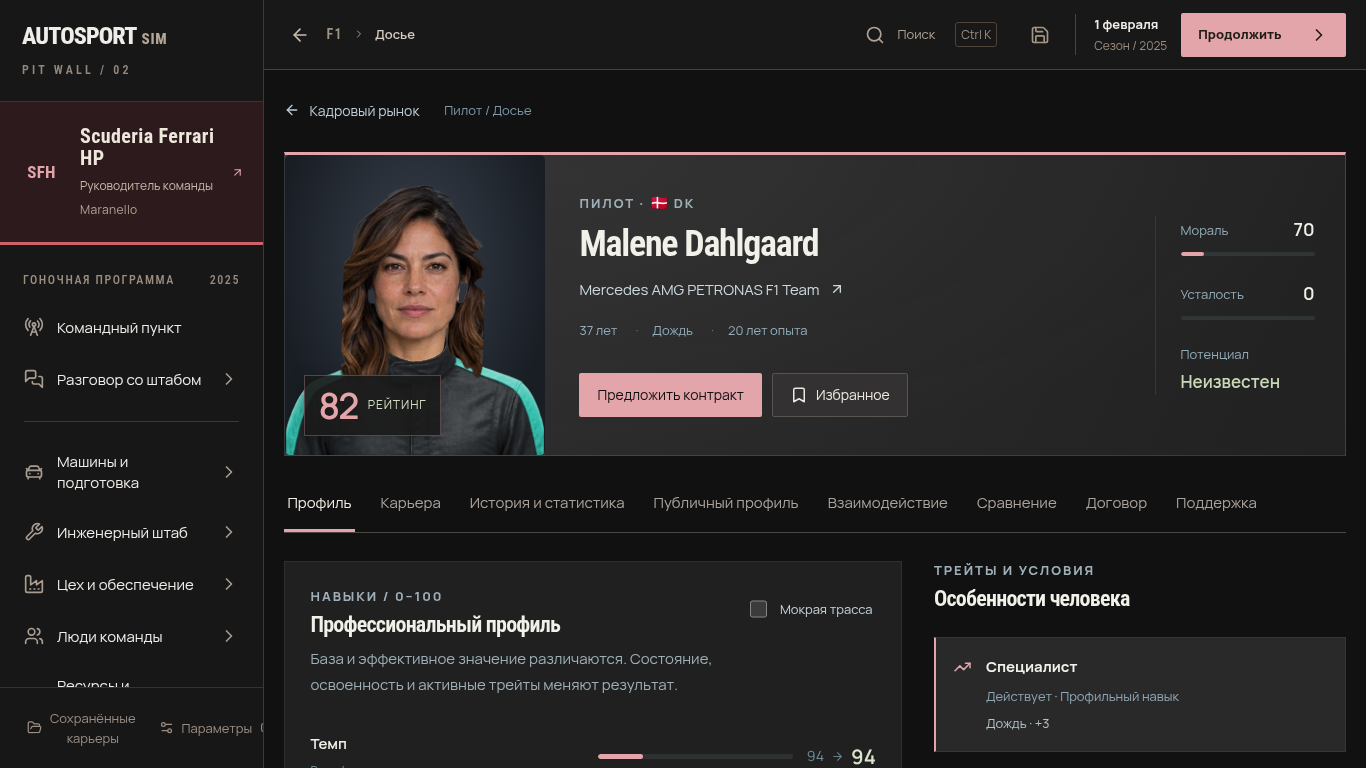 AUTOSPORT SIM
PIT WALL / 02
SFH
Scuderia Ferrari
HP
Руководитель команды
Maranello
ГОНОЧНАЯ ПРОГРАММА 2025
Командный пункт
Разговор со штабом
Машины и
подготовка
Инженерный штаб
Цех и обеспечение
Люди команды
Ресурсы и
Сохранённые
карьеры
Параметры
F1 Досье
Поиск Ctrl K
1 февраля
Сезон / 2025
Продолжить
Кадровый рынок Пилот / Досье
82 РЕЙТИНГ
ПИЛОТ · 🇩🇰 DK
Malene Dahlgaard
Mercedes AMG PETRONAS F1 Team
37 лет · Дождь · 20 лет опыта
Предложить контракт Избранное
Мораль 70
Усталость 0
Потенциал
Неизвестен
Профиль Карьера История и статистика Публичный профиль Взаимодействие Сравнение Договор Поддержка
НАВЫКИ / 0–100
Профессиональный профиль
Мокрая трасса
База и эффективное значение различаются. Состояние,
освоенность и активные трейты меняют результат.
Темп
94 → 94
ТРЕЙТЫ И УСЛОВИЯ
Особенности человека
Специалист
Действует · Профильный навык
Дождь · +3